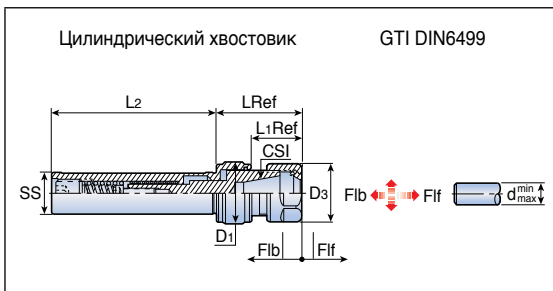 Цилиндрический хвостовик
GTI DIN6499
L2
LRef
L1Ref
CSI
SS
D3
D1
Flb
Flf
Flb
Flf
d min max